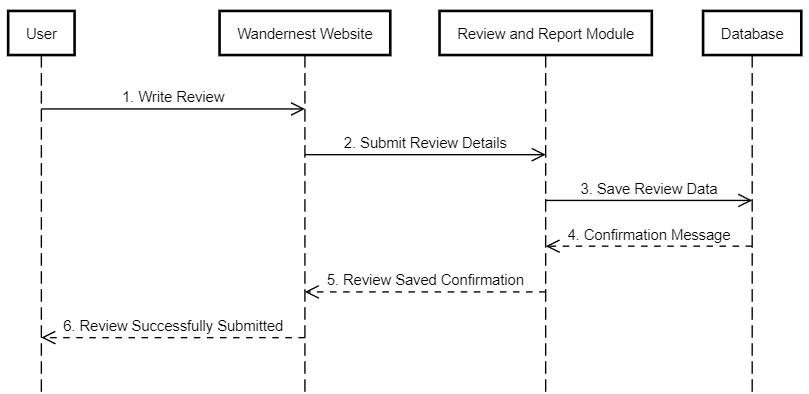 User
Wandernest Website
Review and Report Module
Database
1. Write Review
2. Submit Review Details
3. Save Review Data
4. Confirmation Message
5. Review Saved Confirmation
6. Review Successfully Submitted